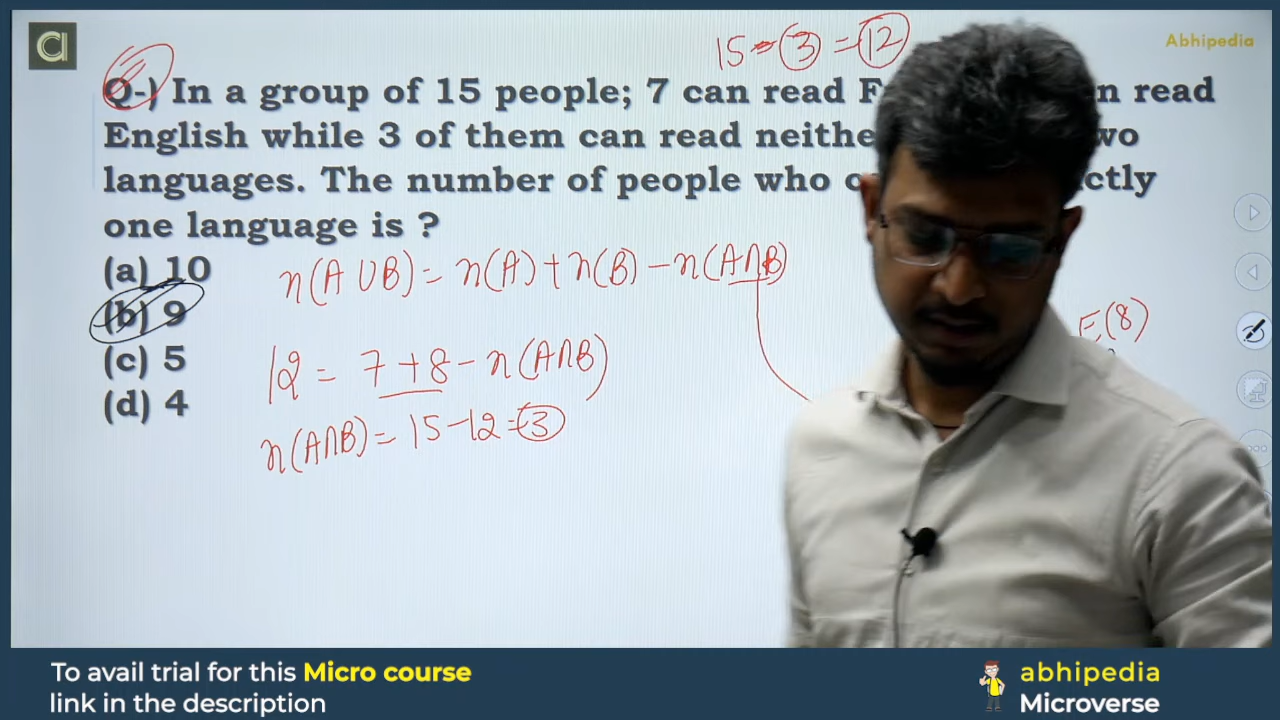 15 - 3 = 12
Abhipedia
Q-) In a group of 15 people; 7 can read F n read
English while 3 of them can read neithe wo
languages. The number of people who c ctly
one language is ?
(a) 10
n(A ∪ B) = n(A) + n(B) - n(A∩B)
(b) 9
E(8)
(c) 5
12 = 7 + 8 - n(A∩B)
(d) 4
n(A∩B) = 15 - 12 = 3
To avail trial for this Micro course
link in the description
abhipedia
Microverse